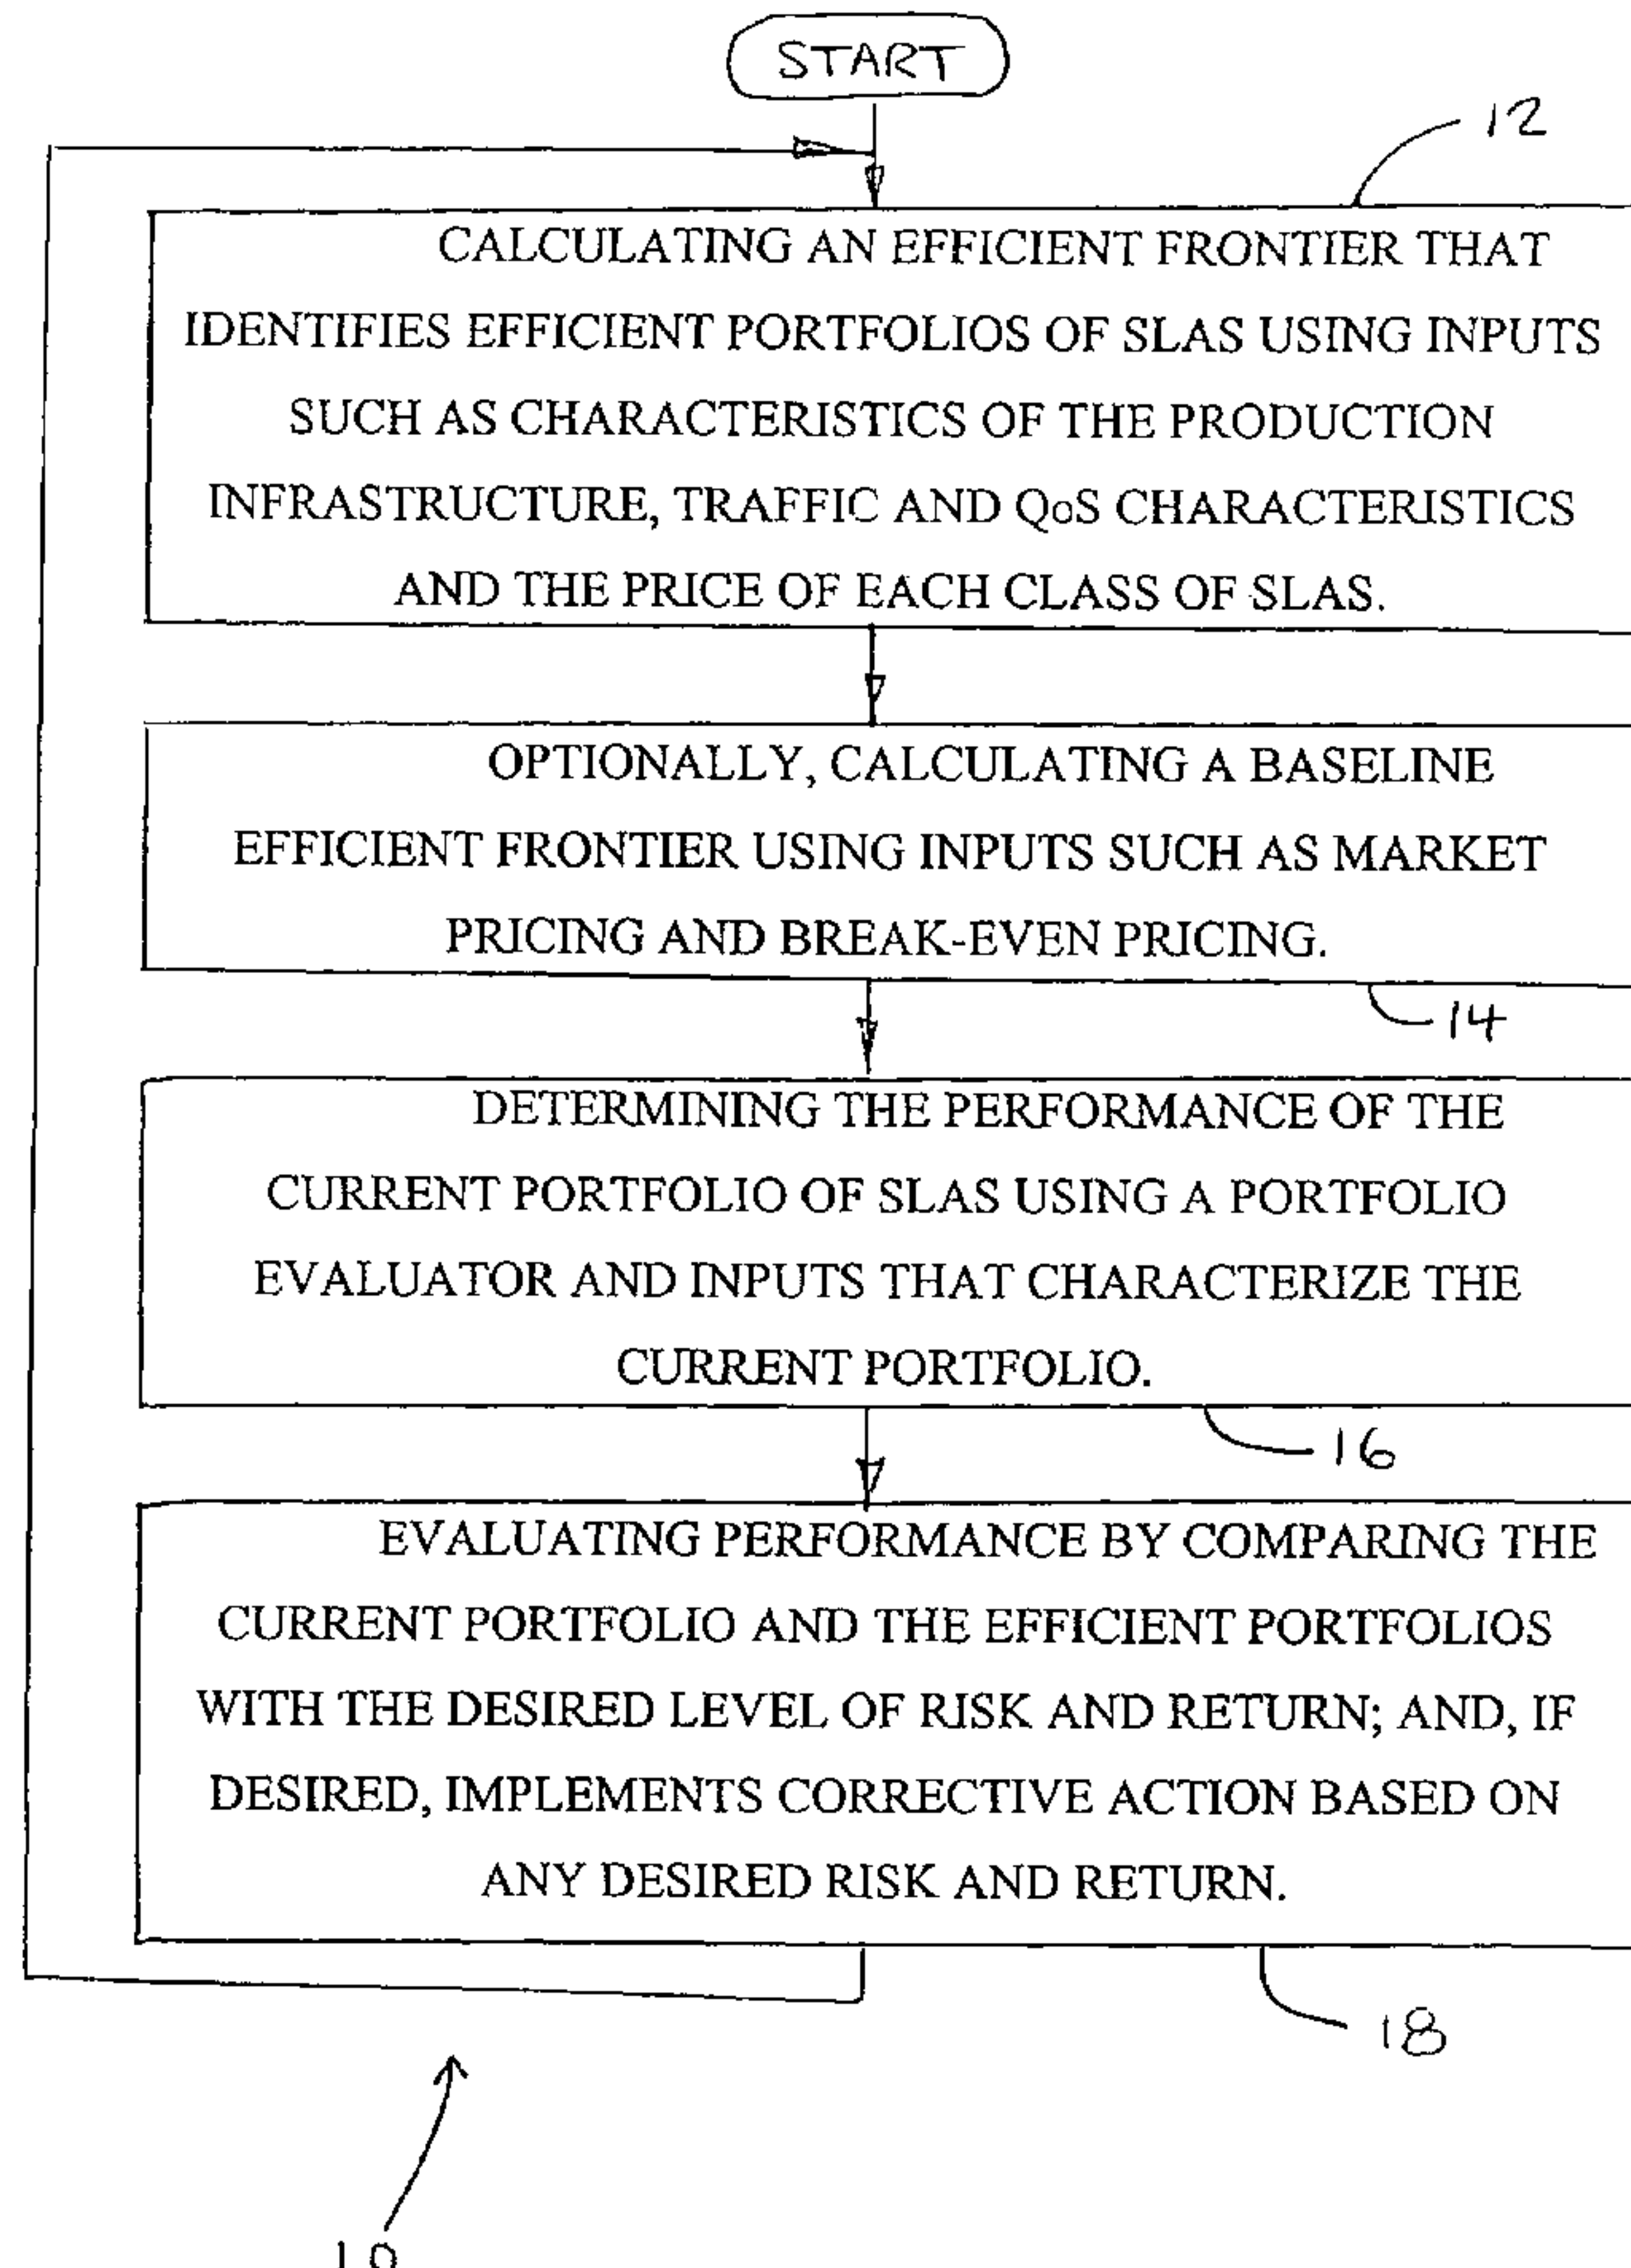 START
12
CALCULATING AN EFFICIENT FRONTIER THAT
IDENTIFIES EFFICIENT PORTFOLIOS OF SLAS USING INPUTS
SUCH AS CHARACTERISTICS OF THE PRODUCTION
INFRASTRUCTURE, TRAFFIC AND QoS CHARACTERISTICS
AND THE PRICE OF EACH CLASS OF SLAS.
OPTIONALLY, CALCULATING A BASELINE
EFFICIENT FRONTIER USING INPUTS SUCH AS MARKET
PRICING AND BREAK-EVEN PRICING.
14
DETERMINING THE PERFORMANCE OF THE
CURRENT PORTFOLIO OF SLAS USING A PORTFOLIO
EVALUATOR AND INPUTS THAT CHARACTERIZE THE
CURRENT PORTFOLIO.
16
EVALUATING PERFORMANCE BY COMPARING THE
CURRENT PORTFOLIO AND THE EFFICIENT PORTFOLIOS
WITH THE DESIRED LEVEL OF RISK AND RETURN; AND, IF
DESIRED, IMPLEMENTS CORRECTIVE ACTION BASED ON
ANY DESIRED RISK AND RETURN.
18
10